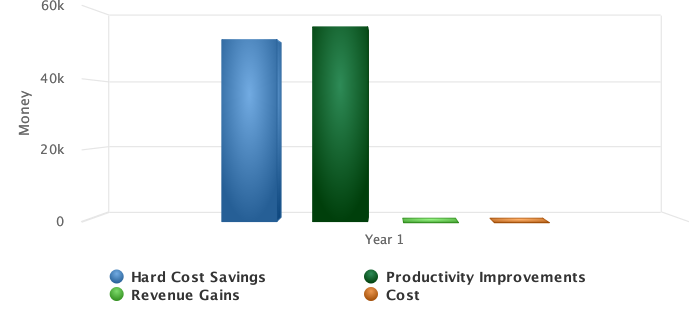 60k
40k
20k
0
Money
Year 1
Hard Cost Savings
Productivity Improvements
Revenue Gains
Cost